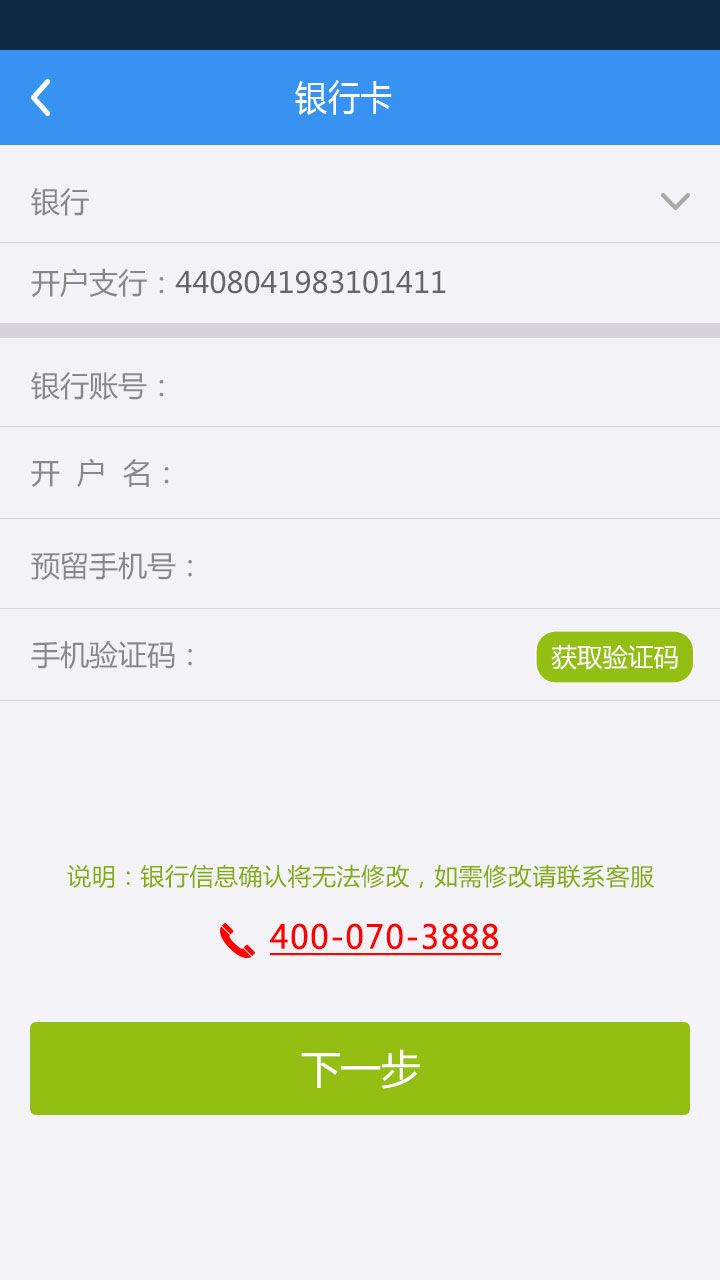 银行卡
银行
开户支行：4408041983101411
银行账号：
开 户 名：
预留手机号：
手机验证码： 获取验证码
说明：银行信息确认将无法修改，如需修改请联系客服
400-070-3888
下一步